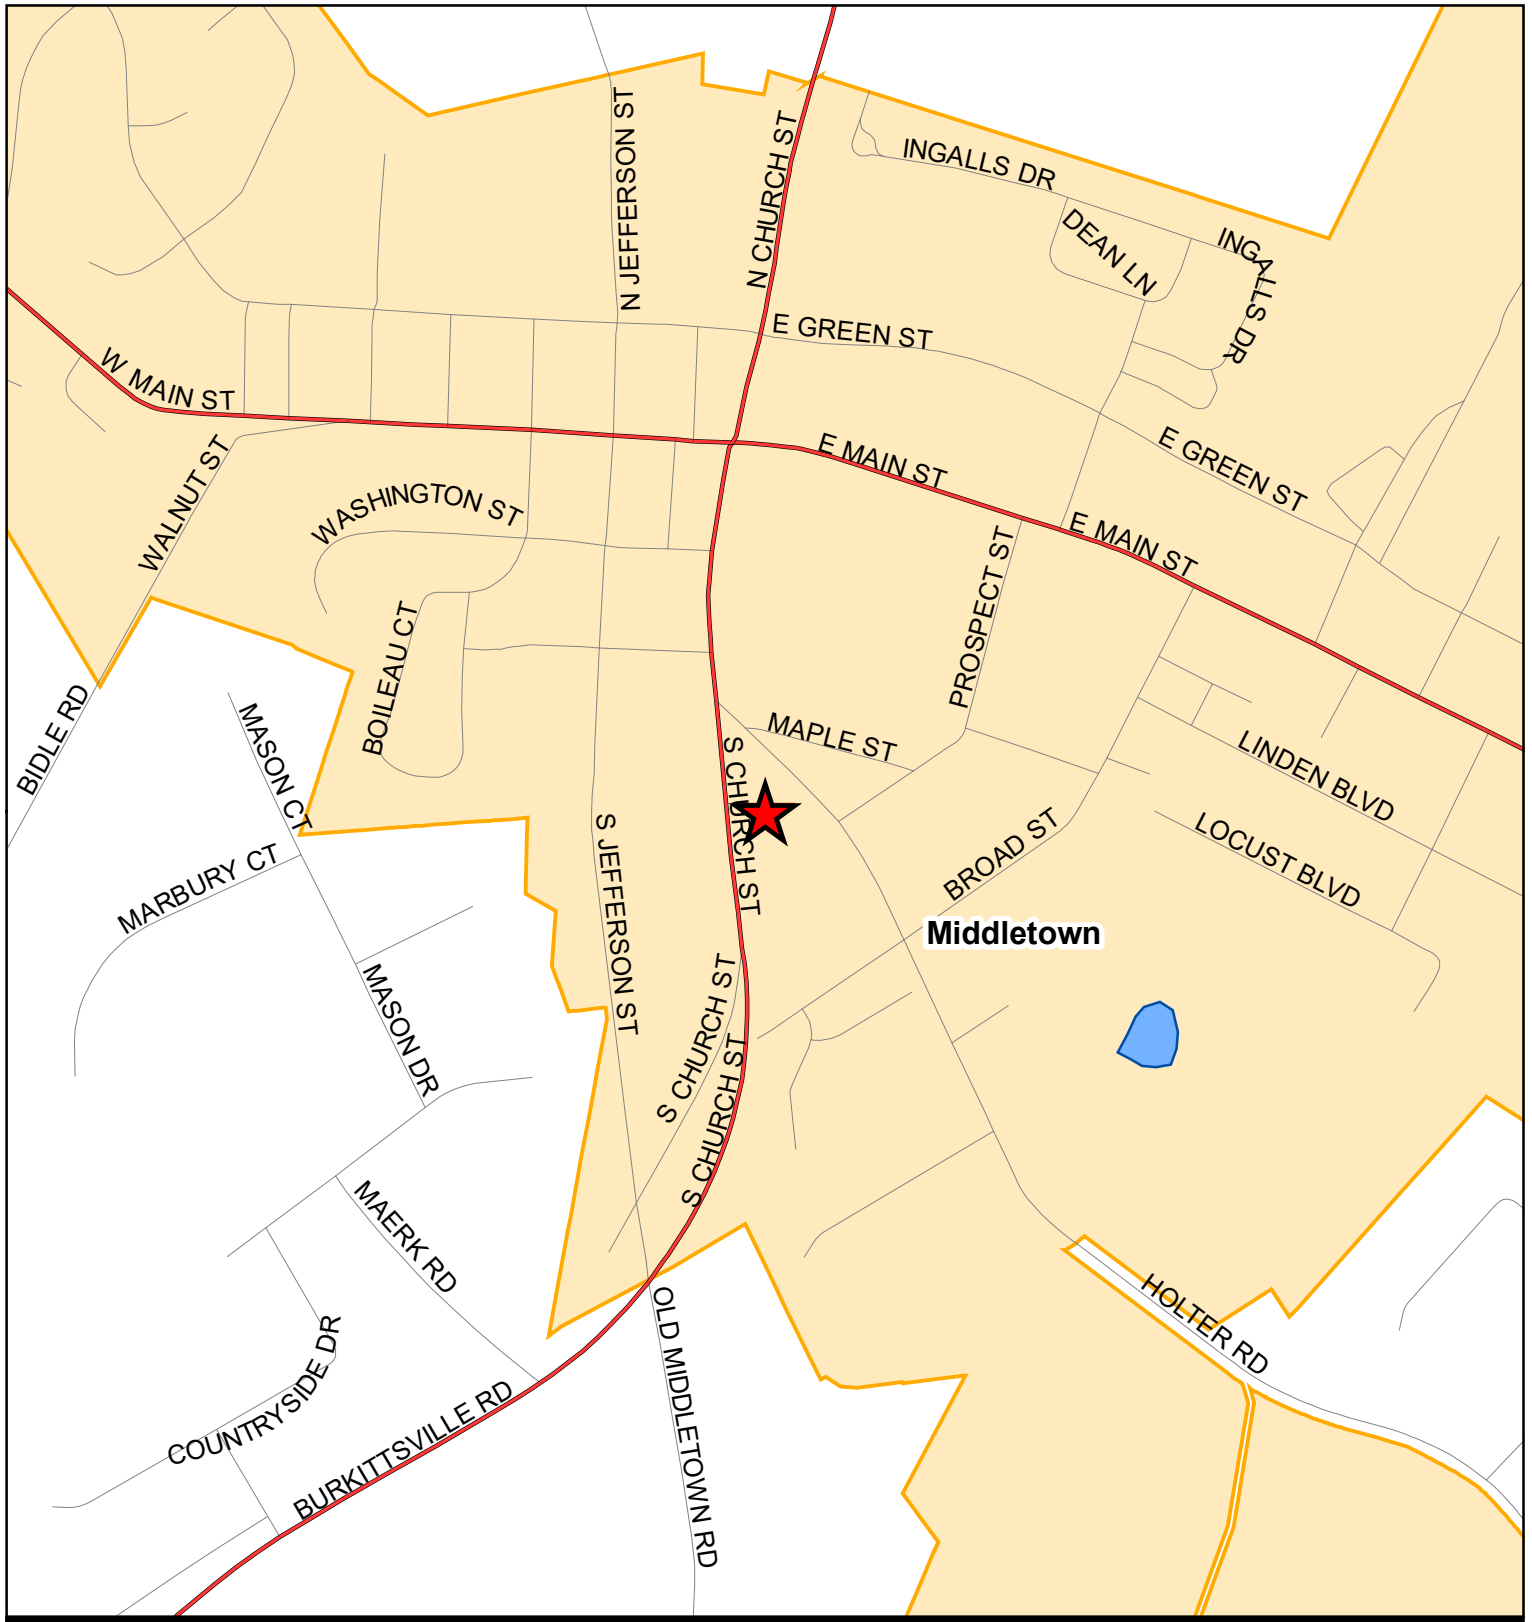 N JEFFERSON ST
N CHURCH ST
INGALLS DR
DEAN LN
INGALLS DR
E GREEN ST
W MAIN ST
E MAIN ST
E GREEN ST
WALNUT ST
WASHINGTON ST
E MAIN ST
PROSPECT ST
BOILEAU CT
BIDLE RD
MASON CT
MAPLE ST
S CHURCH ST
LINDEN BLVD
LOCUST BLVD
BROAD ST
S JEFFERSON ST
MARBURY CT
Middletown
MASON DR
S CHURCH ST
S CHURCH ST
MAERK RD
HOLTER RD
OLD MIDDLETOWN RD
COUNTRYSIDE DR
BURKITTSVILLE RD